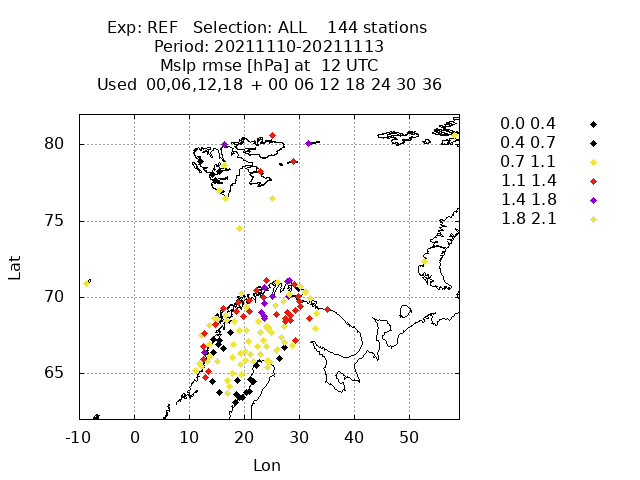 Exp: REF Selection: ALL 144 stations
Period: 20211110-20211113
Mslp rmse [hPa] at 12 UTC
Used 00,06,12,18 + 00 06 12 18 24 30 36
0.0 0.4
0.4 0.7
0.7 1.1
1.1 1.4
1.4 1.8
1.8 2.1
80
75
70
65
Lat
-10 0 10 20 30 40 50
Lon